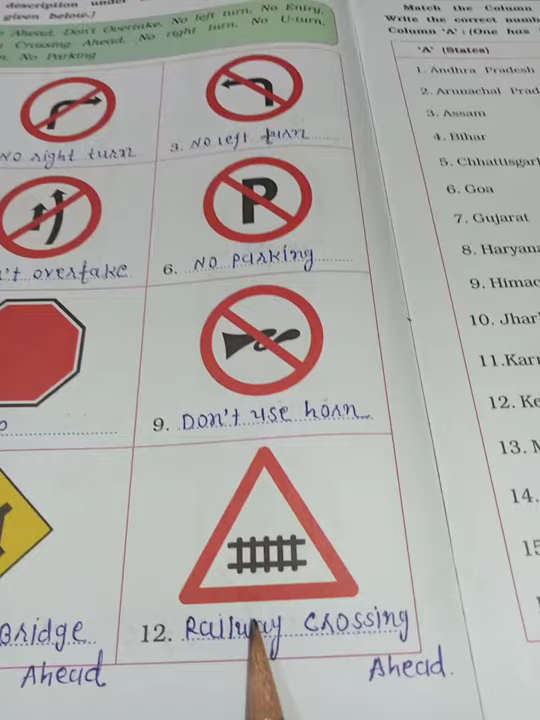 description under
given below.]
Ahead, Don't Overtake, No left turn, No Entry,
Crossing Ahead, No right turn, No U-turn,
No Parking
No right turn
3. No left turn
't overtake
6. No parking
P
9. Don't use horn
Bridge
Ahead
12. Railway crossing
Ahead.
Match the Column
Write the correct numb
Column 'A': (One has
'A' (States)
1. Andhra Pradesh
2. Arunachal Prad
3. Assam
4. Bihar
5. Chhattisgarh
6. Goa
7. Gujarat
8. Haryana
9. Himac
10. Jhar
11. Karn
12. Ke
13. M
14.
15